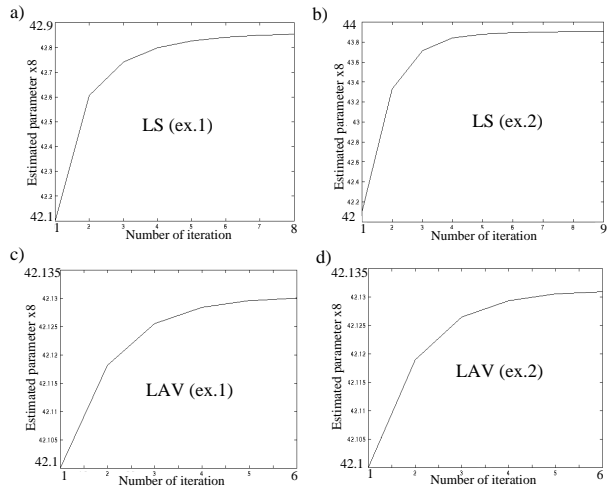 a)
42.9
42.8
42.7
42.6
42.5
42.4
42.3
42.2
42.1
Estimated parameter x8
LS (ex.1)
1 2 3 4 5 6 7 8
Number of iteration
b)
44
43.8
43.6
43.4
43.2
43
42.8
42.6
42.4
42.2
42
Estimated parameter x8
LS (ex.2)
1 2 3 4 5 6 7 8 9
Number of iteration
c)
42.135
42.13
42.125
42.12
42.115
42.11
42.105
42.1
Estimated parameter x8
LAV (ex.1)
1 2 3 4 5 6
Number of iteration
d)
42.135
42.13
42.125
42.12
42.115
42.11
42.105
42.1
Estimated parameter x8
LAV (ex.2)
1 2 3 4 5 6
Number of iteration